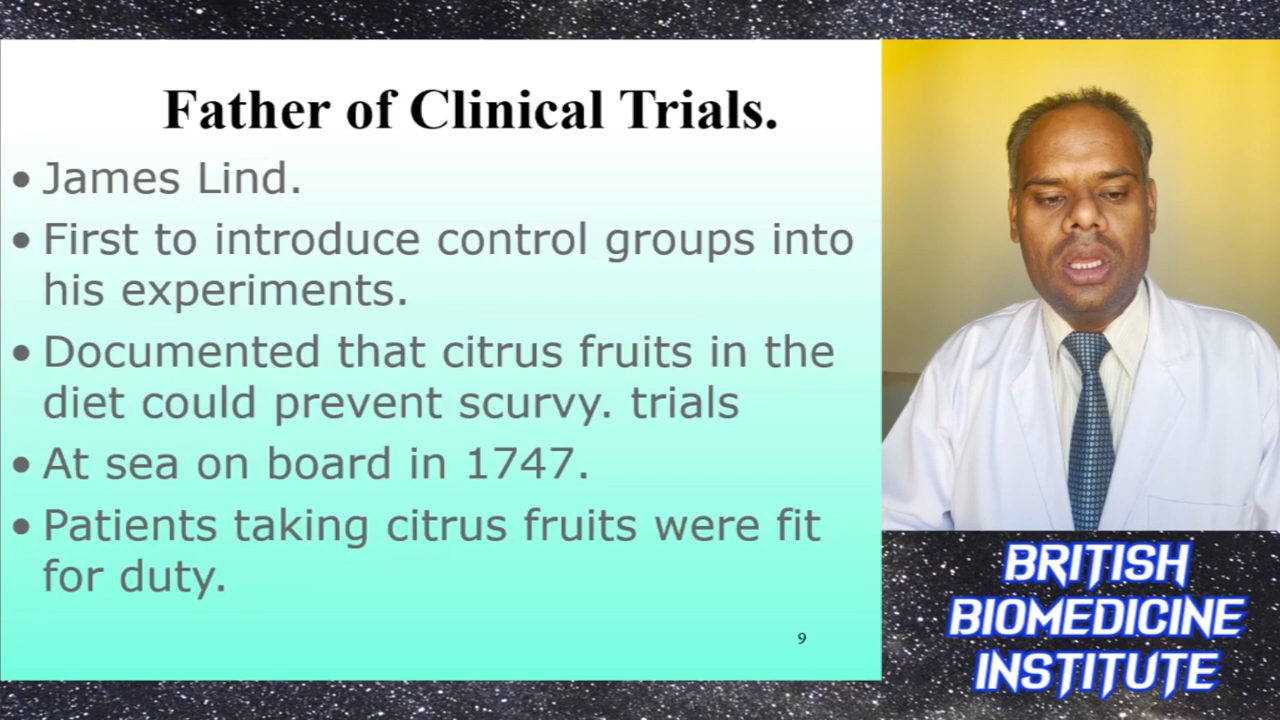 Father of Clinical Trials.
• James Lind.
• First to introduce control groups into
his experiments.
• Documented that citrus fruits in the
diet could prevent scurvy. trials
• At sea on board in 1747.
• Patients taking citrus fruits were fit
for duty.
9
BRITISH
BIOMEDICINE
INSTITUTE